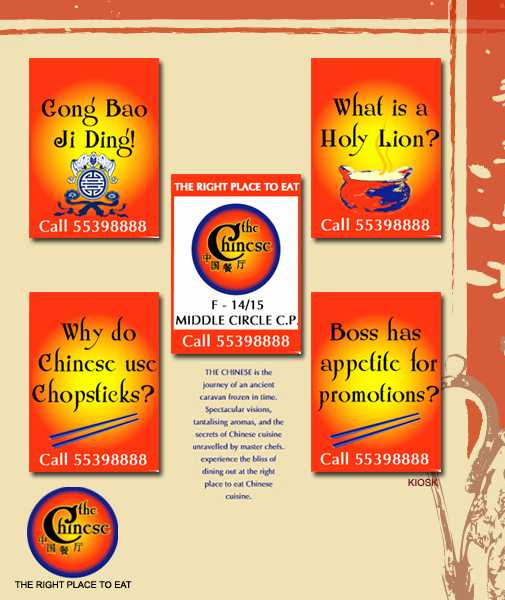 Gong Bao
Ji Ding!
Call 55398888
What is a
Holy Lion?
Call 55398888
THE RIGHT PLACE TO EAT
the
Chinese
中国餐厅
F - 14/15
MIDDLE CIRCLE C.P.
Call 55398888
Why do
Chinese use
Chopsticks?
Call 55398888
Boss has
appetite for
promotions?
Call 55398888
THE CHINESE is the
journey of an ancient
caravan frozen in time.
Spectacular visions,
tantalising aromas, and the
secrets of Chinese cuisine
unravelled by master chefs.
experience the bliss of
dining out at the right
place to eat Chinese
cuisine.
KIOSK
the
Chinese
中国餐厅
THE RIGHT PLACE TO EAT